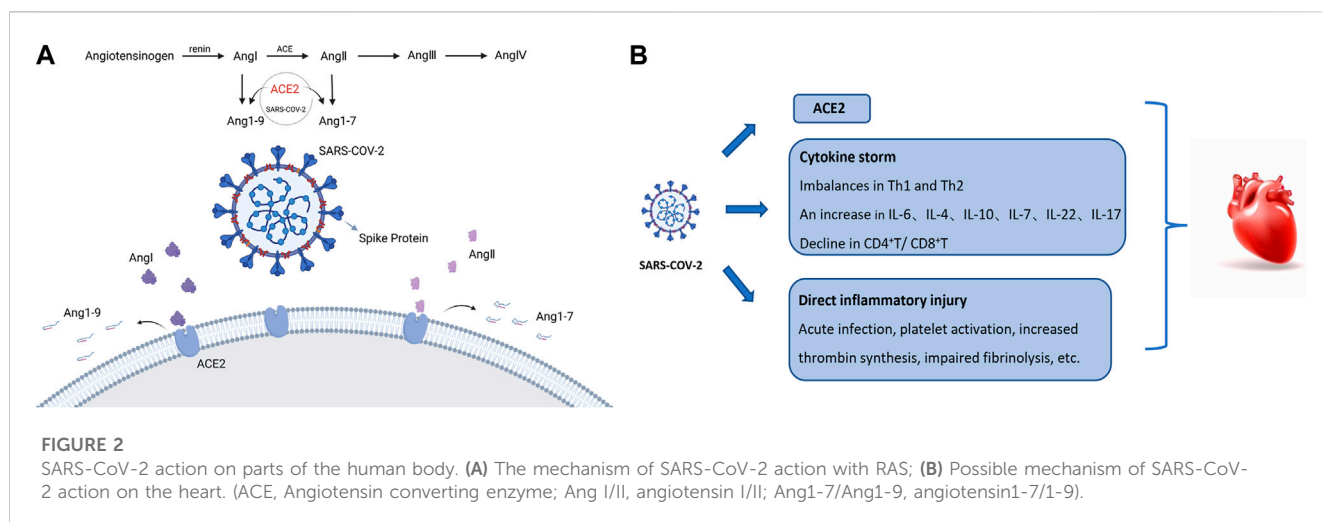 A
renin
ACE
Angiotensinogen
AngI
AngII
AngIII
AngIV
ACE2
SARS-COV-2
Ang1-9
Ang1-7
SARS-COV-2
Spike Protein
AngI
AngII
Ang1-9
Ang1-7
ACE2
B
ACE2
Cytokine storm
Imbalances in Th1 and Th2
An increase in IL-6、IL-4、IL-10、IL-7、IL-22、IL-17
Decline in CD4⁺T/ CD8⁺T
SARS-COV-2
Direct inflammatory injury
Acute infection, platelet activation, increased
thrombin synthesis, impaired fibrinolysis, etc.
FIGURE 2
SARS-CoV-2 action on parts of the human body. (A) The mechanism of SARS-CoV-2 action with RAS; (B) Possible mechanism of SARS-CoV-
2 action on the heart. (ACE, Angiotensin converting enzyme; Ang I/II, angiotensin I/II; Ang1-7/Ang1-9, angiotensin1-7/1-9).